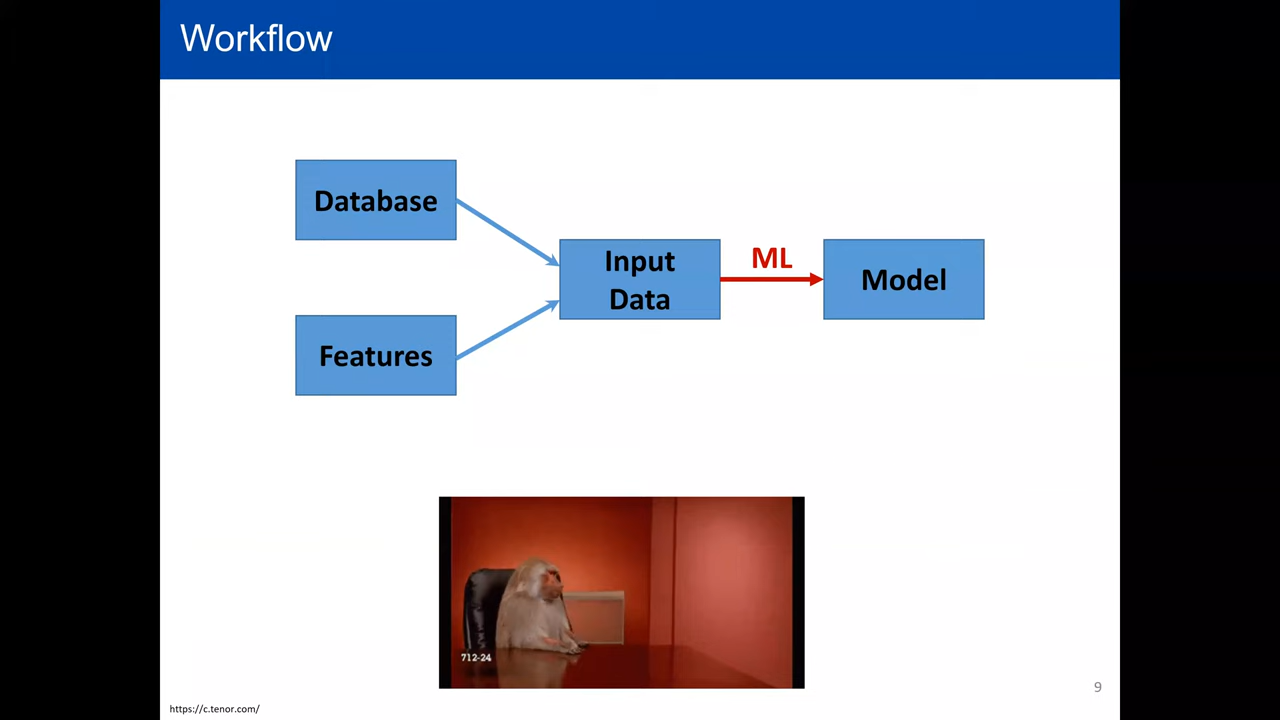 Workflow
Database
Features
Input
Data
ML
Model
712-24
9
https://c.tenor.com/